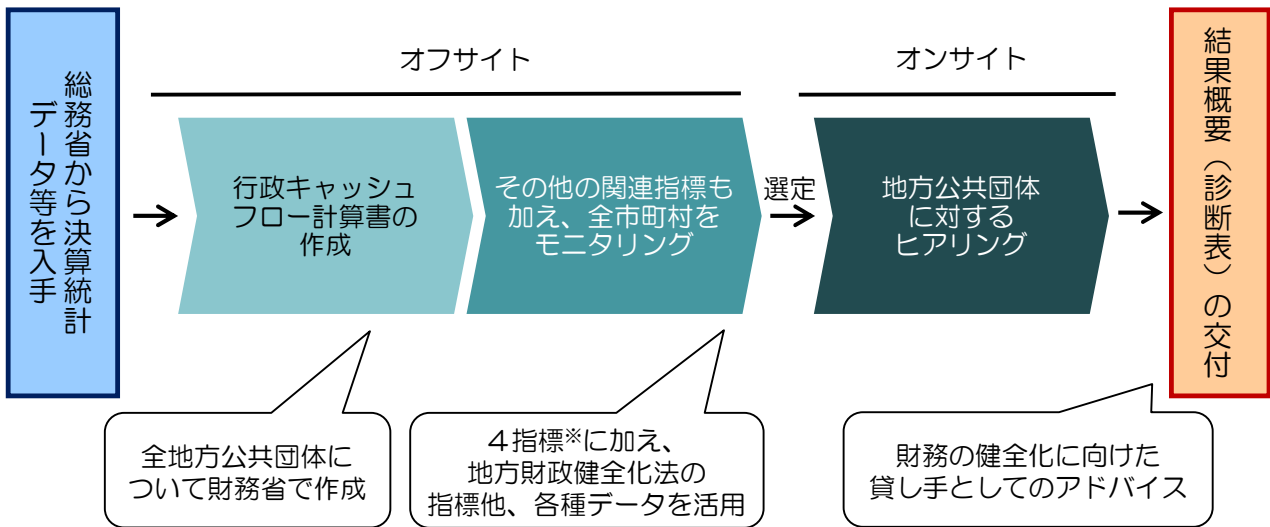 総務省から決算統計
データ等を入手
オフサイト
行政キャッシュ
フロー計算書の
作成
その他の関連指標も
加え、全市町村を
モニタリング
選定
オンサイト
地方公共団体
に対する
ヒアリング
結果概要（診断表）の交付
全地方公共団体に
ついて財務省で作成
４指標※に加え、
地方財政健全化法の
指標他、各種データを活用
財務の健全化に向けた
貸し手としてのアドバイス